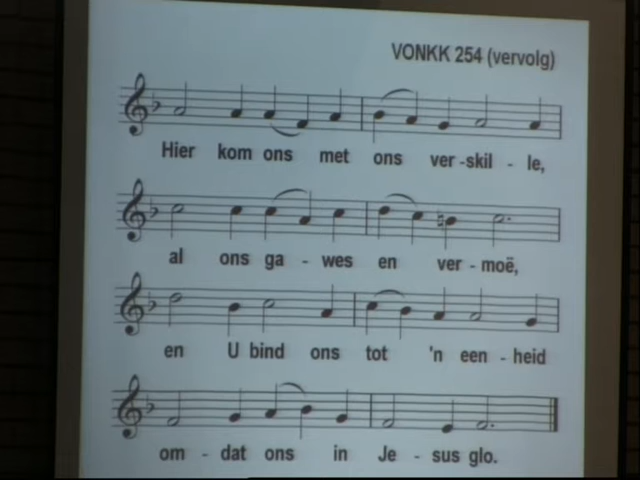 VONKK 254 (vervolg)
Hier kom ons met ons ver - skil - le,
al ons ga - wes en ver - moë,
en U bind ons tot 'n een - heid
om - dat ons in Je - sus glo.